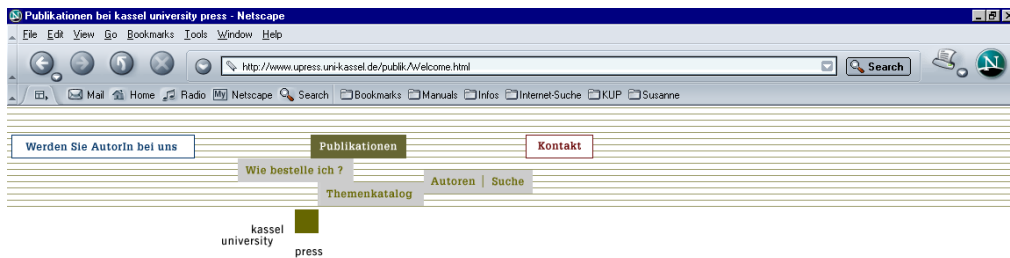 Publikationen bei kassel university press - Netscape
File Edit View Go Bookmarks Tools Window Help
http://www.upress.uni-kassel.de/publik/Welcome.html Search N
Mail Home Radio My Netscape Search Bookmarks Manuals Infos Internet-Suche KUP Susanne
Werden Sie AutorIn bei uns Publikationen Kontakt
Wie bestelle ich ?
Autoren | Suche
Themenkatalog
kassel
university
press